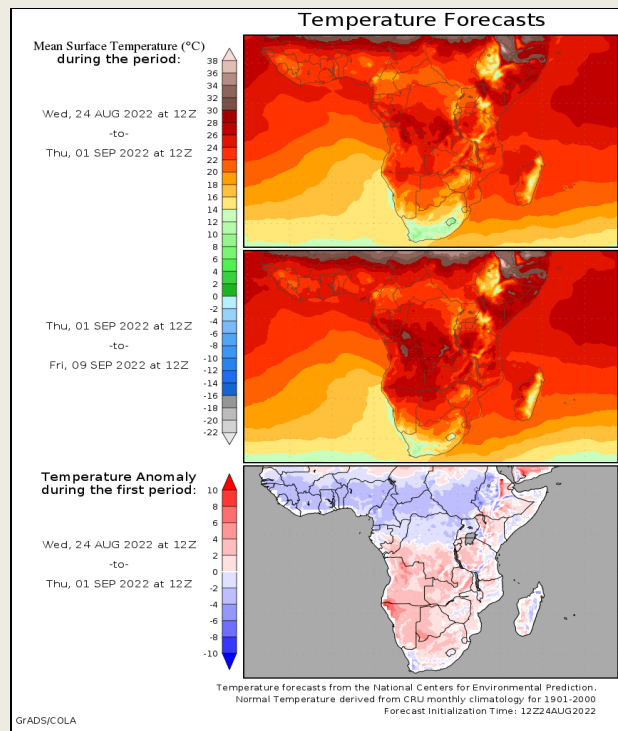 Temperature Forecasts
Mean Surface Temperature (°C)
during the period:
Wed, 24 AUG 2022 at 12Z
-to-
Thu, 01 SEP 2022 at 12Z
38
36
34
32
30
28
26
24
22
20
18
16
14
12
10
8
6
4
2
0
-2
-4
-6
-8
-10
-12
-14
-16
-18
-20
-22
Thu, 01 SEP 2022 at 12Z
-to-
Fri, 09 SEP 2022 at 12Z
Temperature Anomaly
during the first period:
Wed, 24 AUG 2022 at 12Z
-to-
Thu, 01 SEP 2022 at 12Z
10
8
6
4
2
0
-2
-4
-6
-8
-10
Temperature forecasts from the National Centers for Environmental Prediction.
Normal Temperature derived from CRU monthly climatology for 1901-2000
Forecast Initialization Time: 12Z24AUG2022
GrADS/COLA